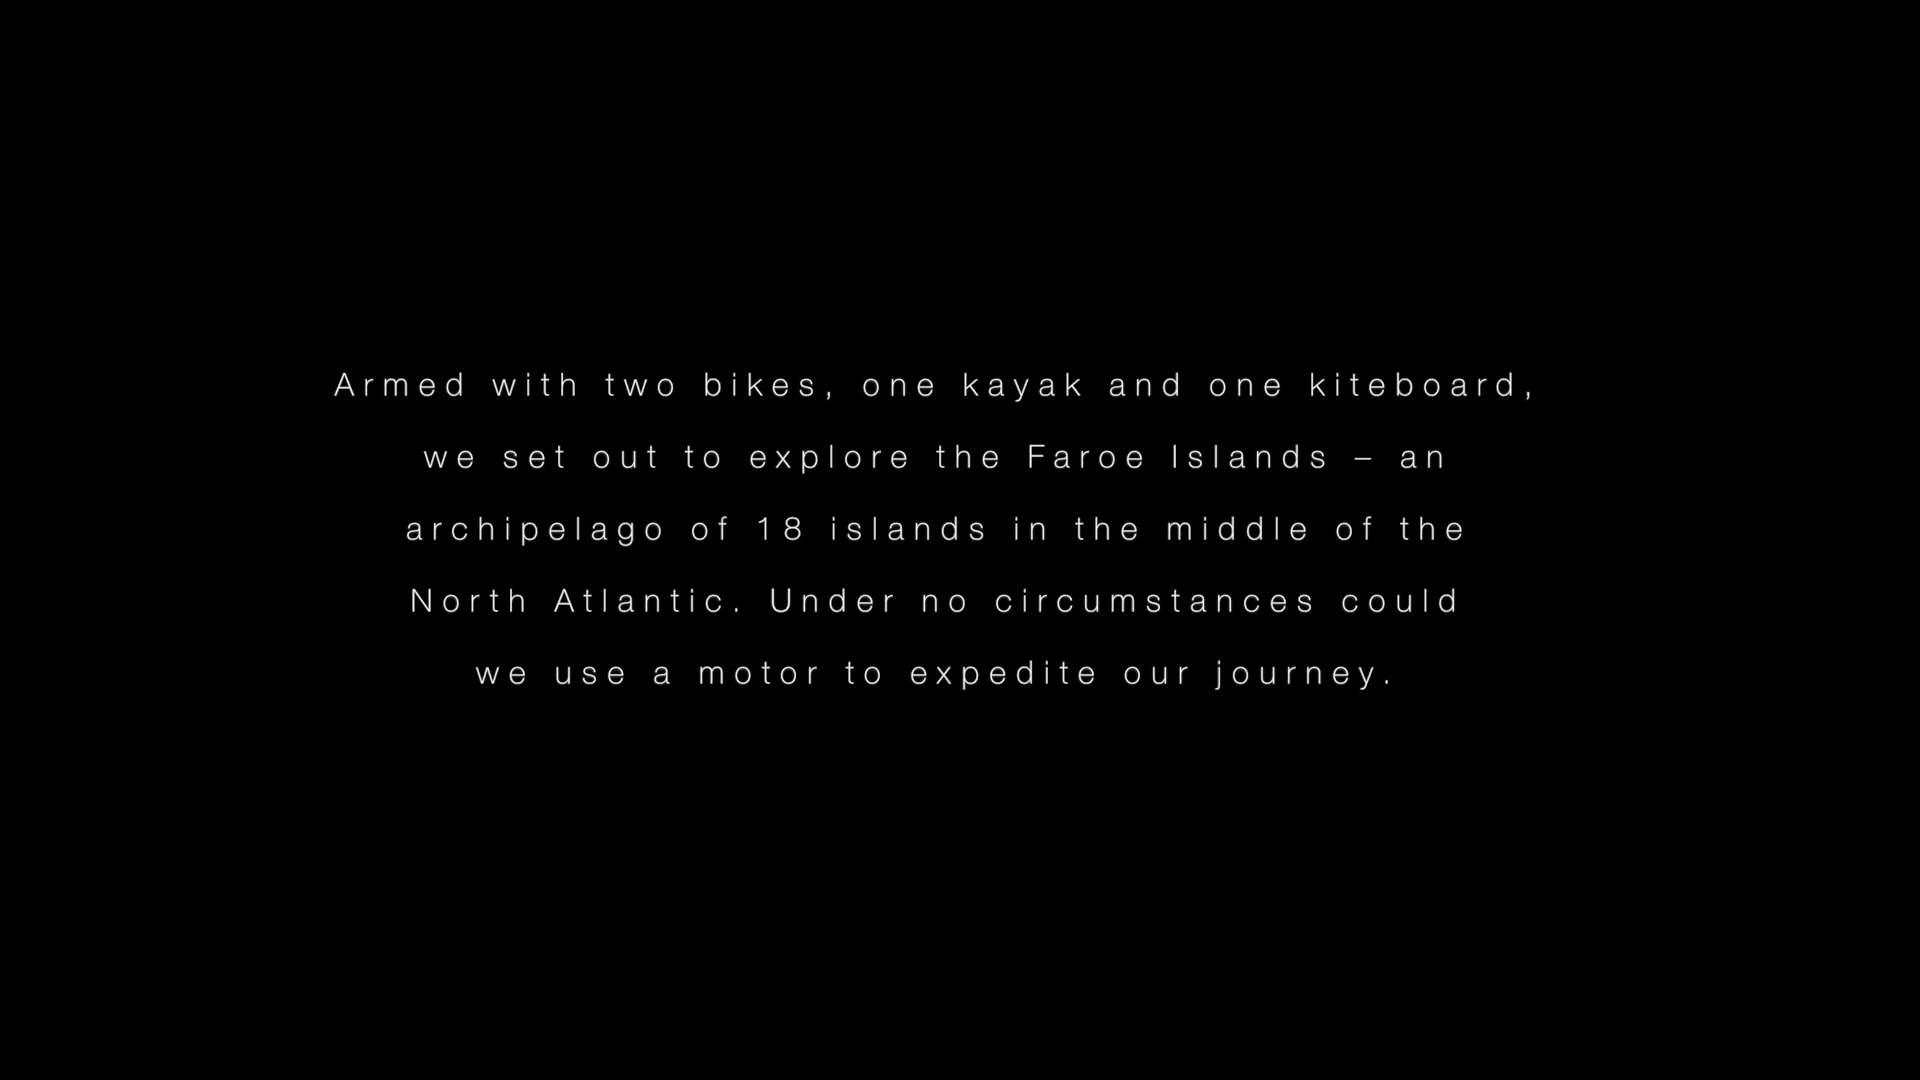 Armed with two bikes, one kayak and one kiteboard,
we set out to explore the Faroe Islands – an
archipelago of 18 islands in the middle of the
North Atlantic. Under no circumstances could
we use a motor to expedite our journey.